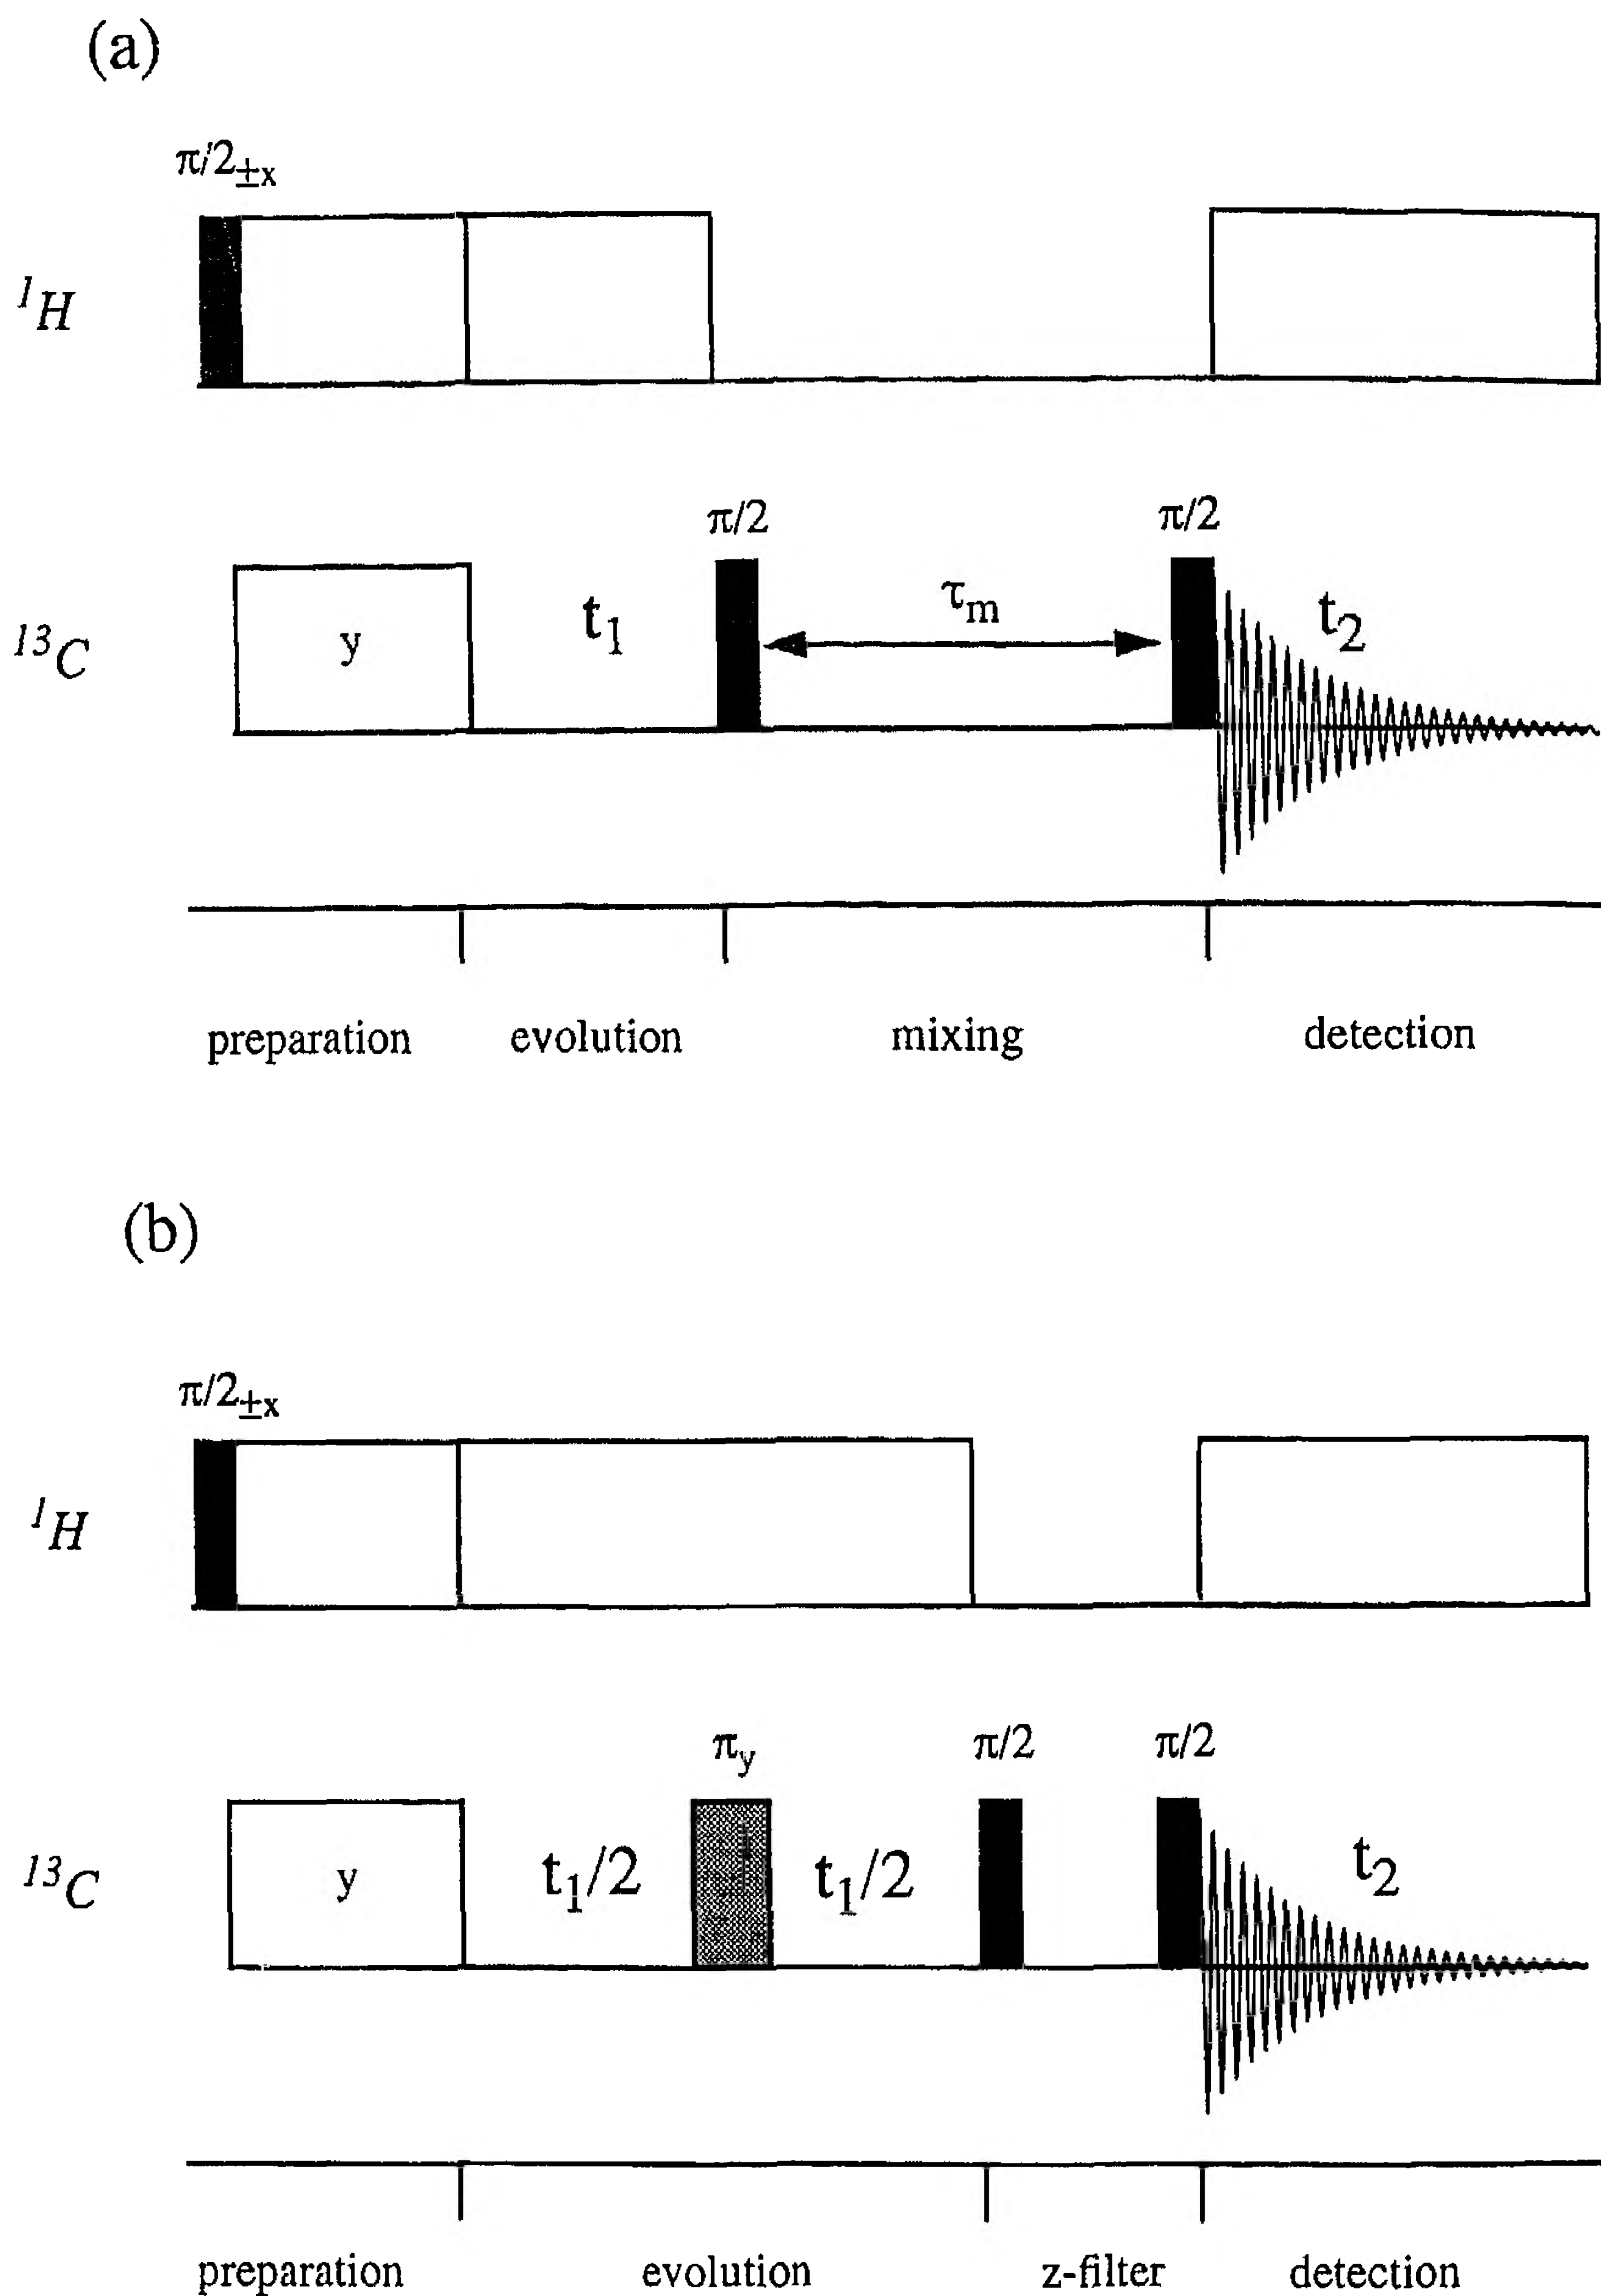 (a)
π/2±x
¹H
π/2 π/2
¹³C y t₁ τₘ t₂
preparation evolution mixing detection
(b)
π/2±x
¹H
πy π/2 π/2
¹³C y t₁/2 t₁/2 t₂
preparation evolution z-filter detection